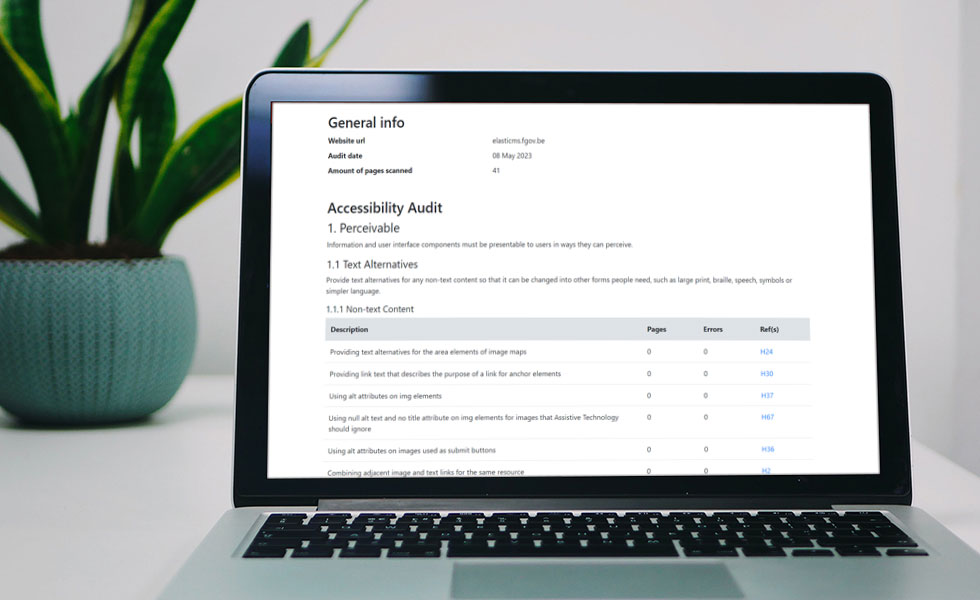 General info
Website url elasticms.fgov.be
Audit date 08 May 2023
Amount of pages scanned 41
Accessibility Audit
1. Perceivable
Information and user interface components must be presentable to users in ways they can perceive.
1.1 Text Alternatives
Provide text alternatives for any non-text content so that it can be changed into other forms people need, such as large print, braille, speech, symbols or
simpler language.
1.1.1 Non-text Content
Description Pages Errors Ref(s)
Providing text alternatives for the area elements of image maps 0 0 H24
Providing link text that describes the purpose of a link for anchor elements 0 0 H30
Using alt attributes on img elements 0 0 H37
Using null alt text and no title attribute on img elements for images that Assistive Technology 0 0 H67
should ignore
Using alt attributes on images used as submit buttons 0 0 H36
Combining adjacent image and text links for the same resource 0 0 H2